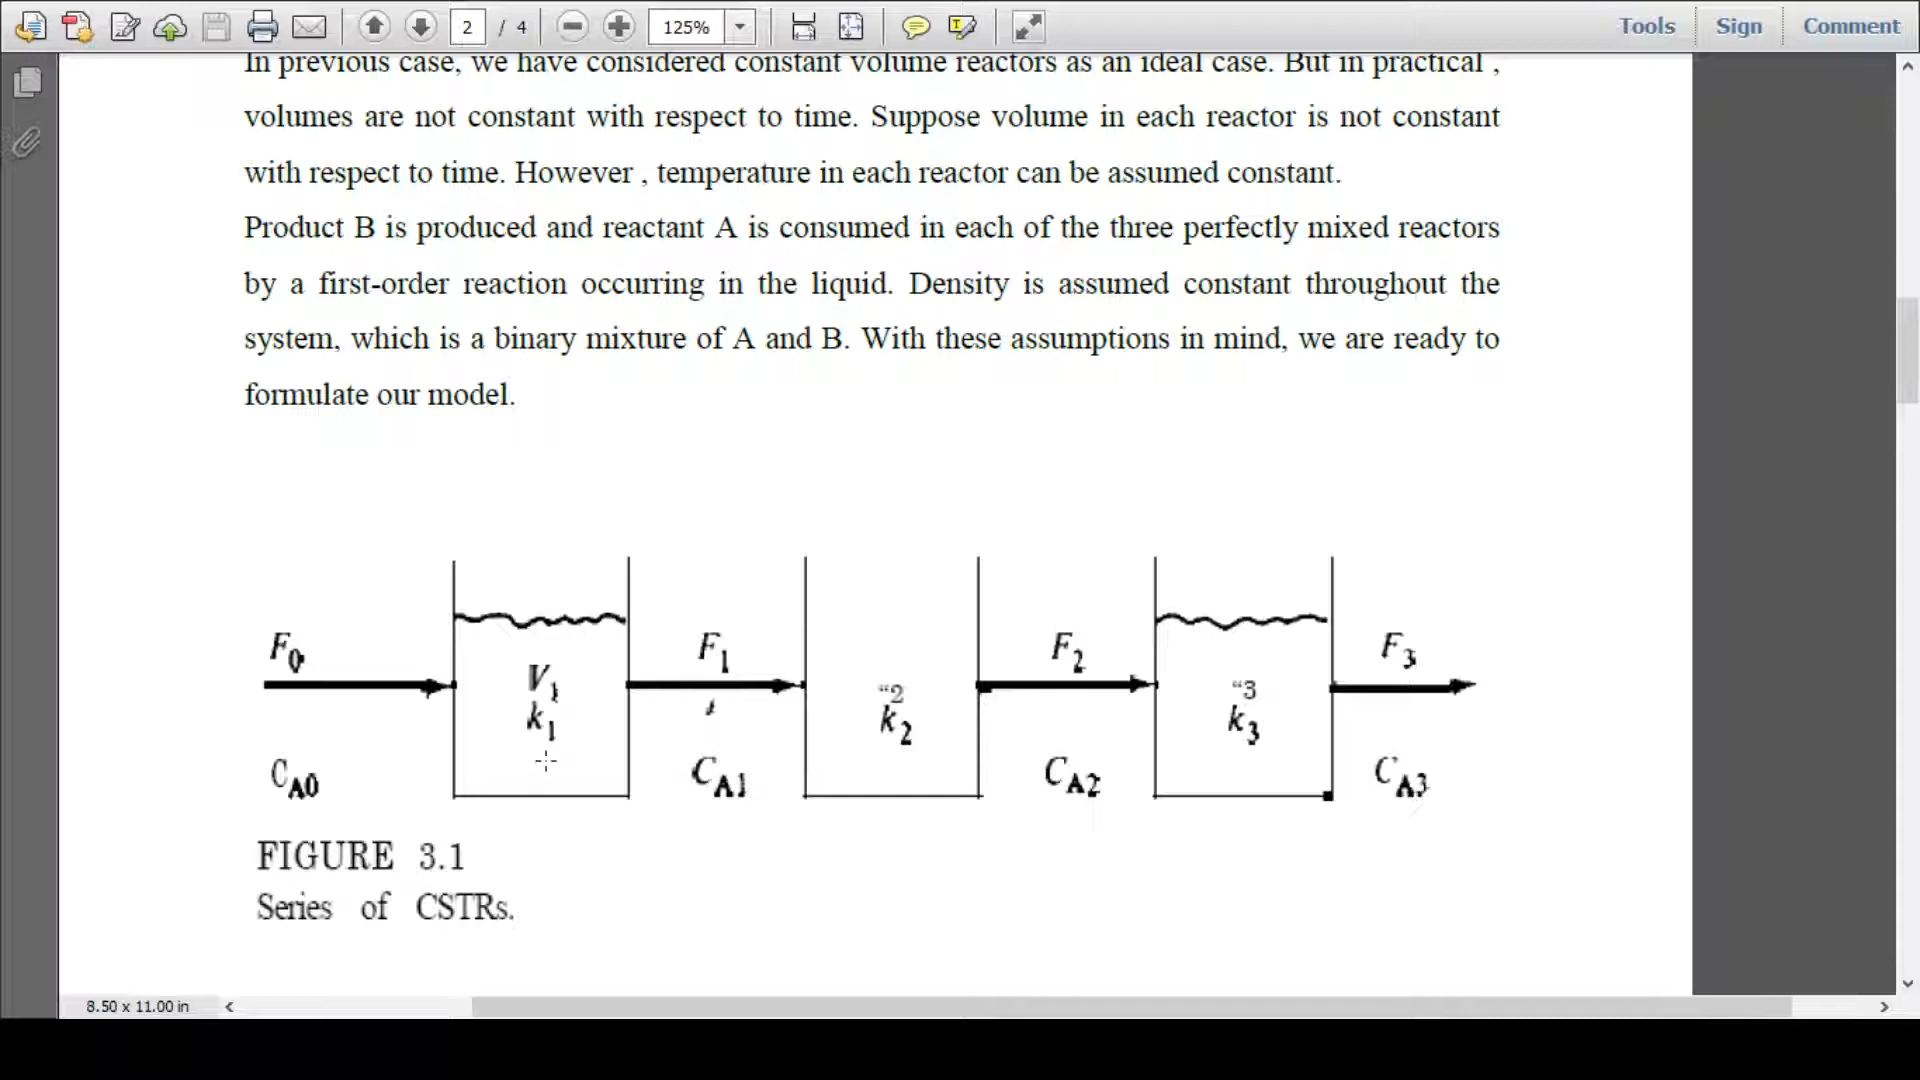 2 / 4 125% Tools Sign Comment
In previous case, we have considered constant volume reactors as an ideal case. But in practical ,
volumes are not constant with respect to time. Suppose volume in each reactor is not constant
with respect to time. However , temperature in each reactor can be assumed constant.
Product B is produced and reactant A is consumed in each of the three perfectly mixed reactors
by a first-order reaction occurring in the liquid. Density is assumed constant throughout the
system, which is a binary mixture of A and B. With these assumptions in mind, we are ready to
formulate our model.
F0 F1 F2 F3
V1 “2 “3
k1 k2 k3
CA0 CA1 CA2 CA3
FIGURE 3.1
Series of CSTRs.
8.50 x 11.00 in